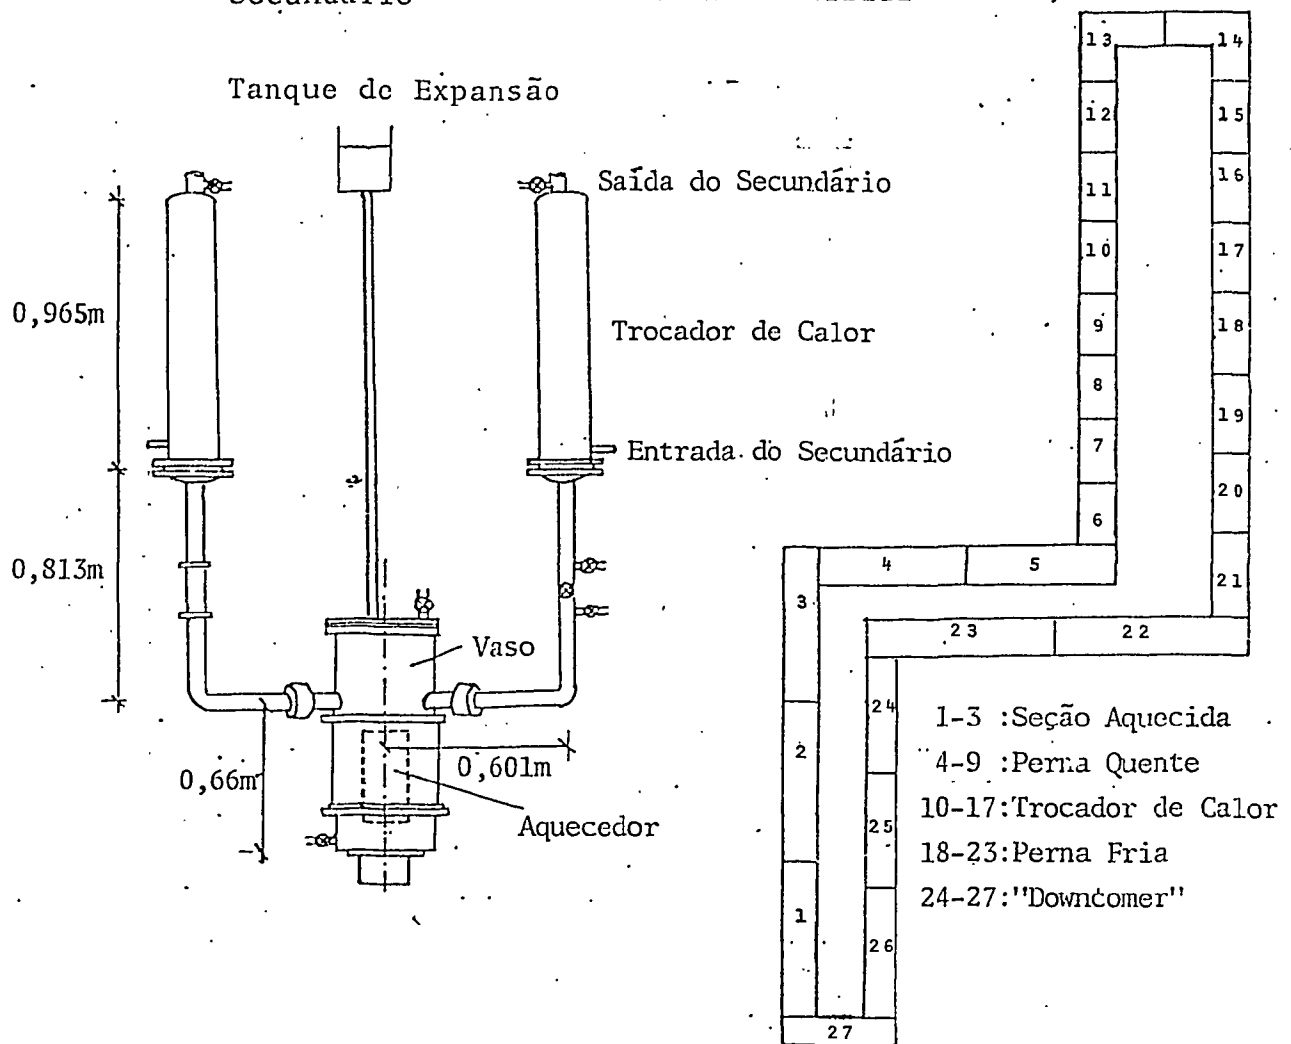 Tanque de Expansão
Saída do Secundário
0,965m
Trocador de Calor
Entrada do Secundário
0,813m
Vaso
0,66m
0,601m
Aquecedor
13
14
12
15
11
16
10
17
9
18
8
7
19
6
20
4
5
21
3
23
22
24
2
25
1
26
27
1-3 :Seção Aquecida
4-9 :Perna Quente
10-17:Trocador de Calor
18-23:Perna Fria
24-27:"Downcomer"